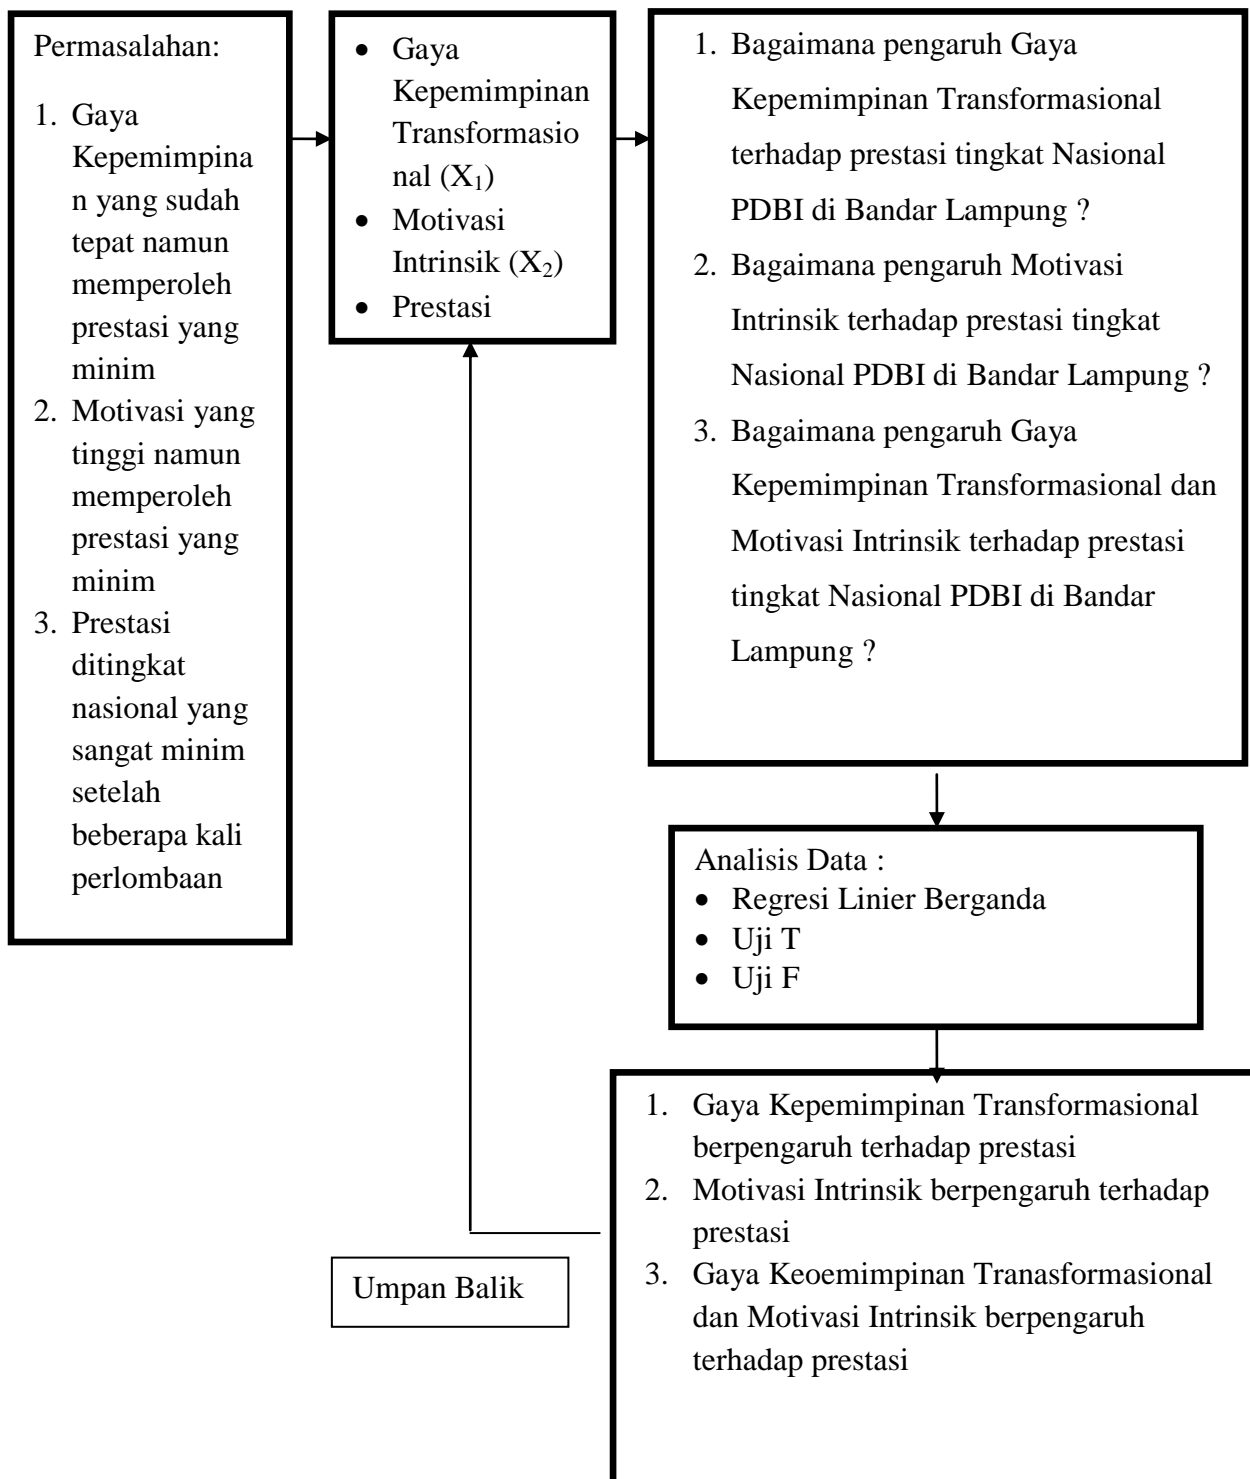 Permasalahan:
1. Gaya
Kepemimpina
n yang sudah
tepat namun
memperoleh
prestasi yang
minim
2. Motivasi yang
tinggi namun
memperoleh
prestasi yang
minim
3. Prestasi
ditingkat
nasional yang
sangat minim
setelah
beberapa kali
perlombaan
• Gaya
Kepemimpinan
Transformasio
nal (X₁)
• Motivasi
Intrinsik (X₂)
• Prestasi
1. Bagaimana pengaruh Gaya
Kepemimpinan Transformasional
terhadap prestasi tingkat Nasional
PDBI di Bandar Lampung ?
2. Bagaimana pengaruh Motivasi
Intrinsik terhadap prestasi tingkat
Nasional PDBI di Bandar Lampung ?
3. Bagaimana pengaruh Gaya
Kepemimpinan Transformasional dan
Motivasi Intrinsik terhadap prestasi
tingkat Nasional PDBI di Bandar
Lampung ?
Analisis Data :
• Regresi Linier Berganda
• Uji T
• Uji F
1. Gaya Kepemimpinan Transformasional
berpengaruh terhadap prestasi
2. Motivasi Intrinsik berpengaruh terhadap
prestasi
3. Gaya Keoemimpinan Tranasformasional
dan Motivasi Intrinsik berpengaruh
terhadap prestasi
Umpan Balik